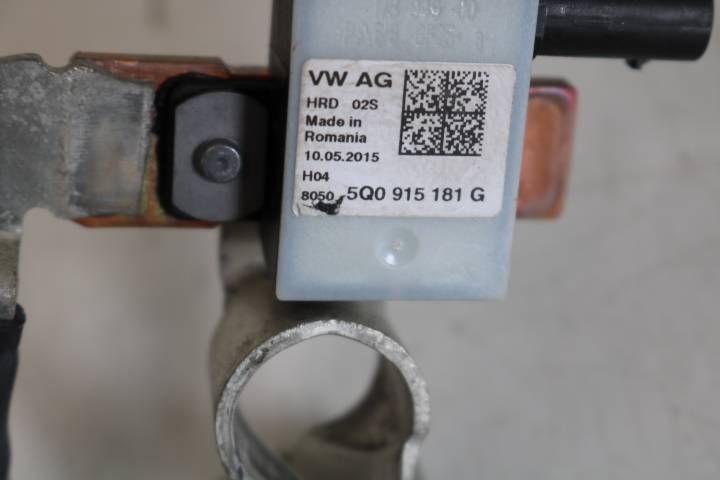 VW AG
HRD 02S
Made in
Romania
10.05.2015
H04
8050 5Q0 915 181 G